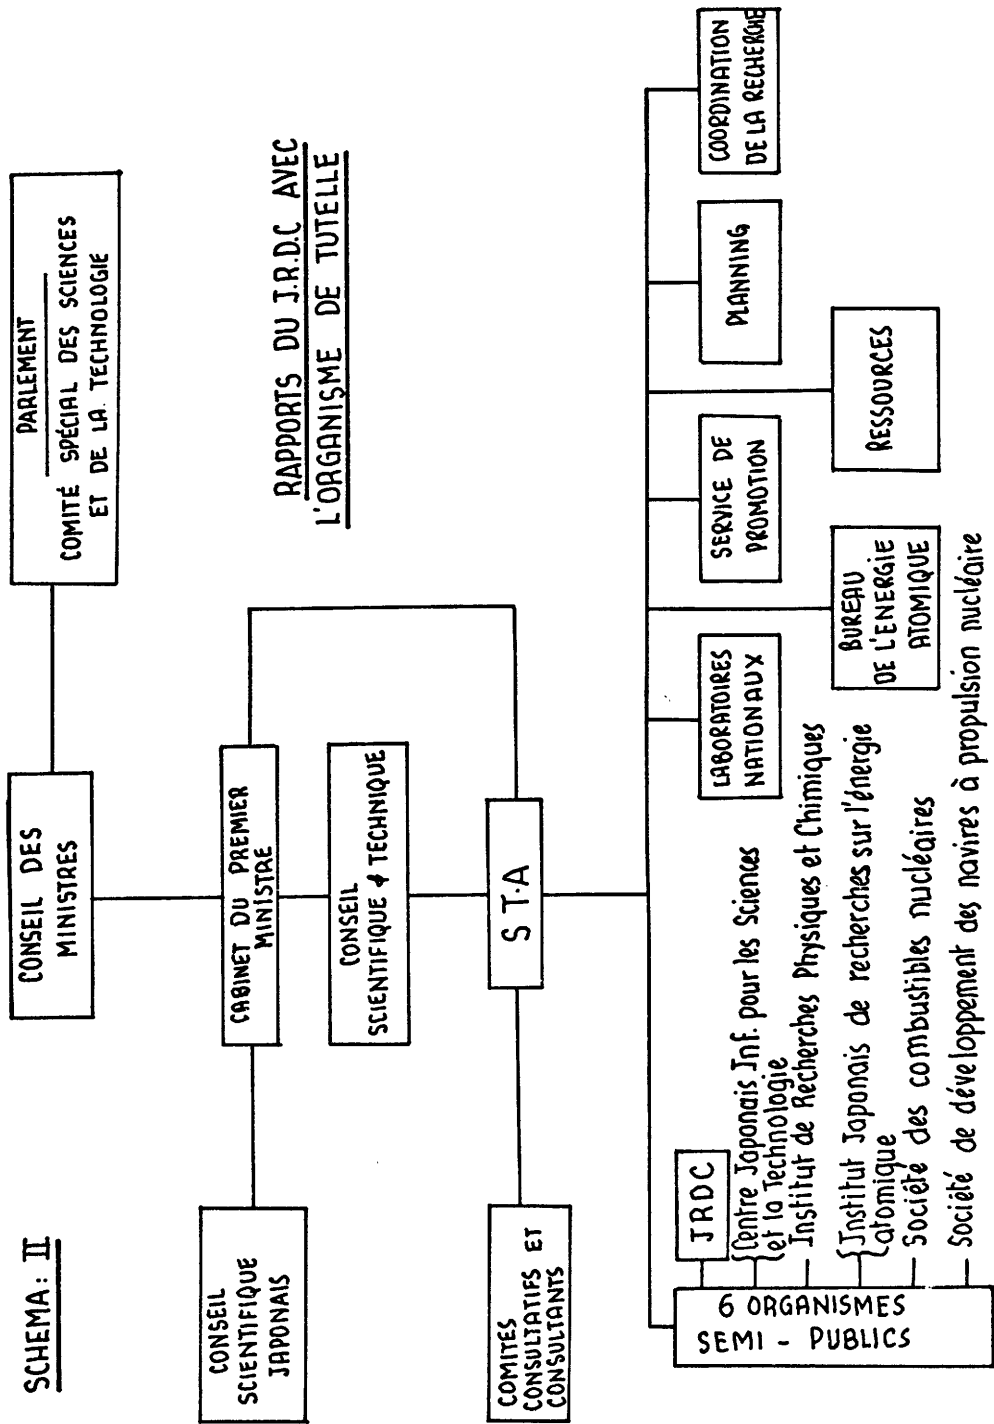 SCHEMA: II
PARLEMENT
COMITÉ SPÉCIAL DES SCIENCES
ET DE LA TECHNOLOGIE
CONSEIL DES
MINISTRES
RAPPORTS DU J.R.D.C AVEC
L'ORGANISME DE TUTELLE
CABINET DU PREMIER
MINISTRE
CONSEIL
SCIENTIFIQUE
JAPONAIS
CONSEIL
SCIENTIFIQUE & TECHNIQUE
S T.A
COMITES
CONSULTATIFS ET
CONSULTANTS
6 ORGANISMES
SEMI - PUBLICS
JRDC
Centre Japonais Inf. pour les Sciences
et la Technologie
- Institut de Recherches Physiques et Chimiques
Institut Japonais de recherches sur l'énergie
atomique
- Société des combustibles nucléaires
- Société de développement des navires à propulsion nucléaire
LABORATOIRES
NATIONAUX
BUREAU
DE L'ENERGIE
ATOMIQUE
SERVICE DE
PROMOTION
RESSOURCES
PLANNING
COORDINATION
DE LA RECHERCHE